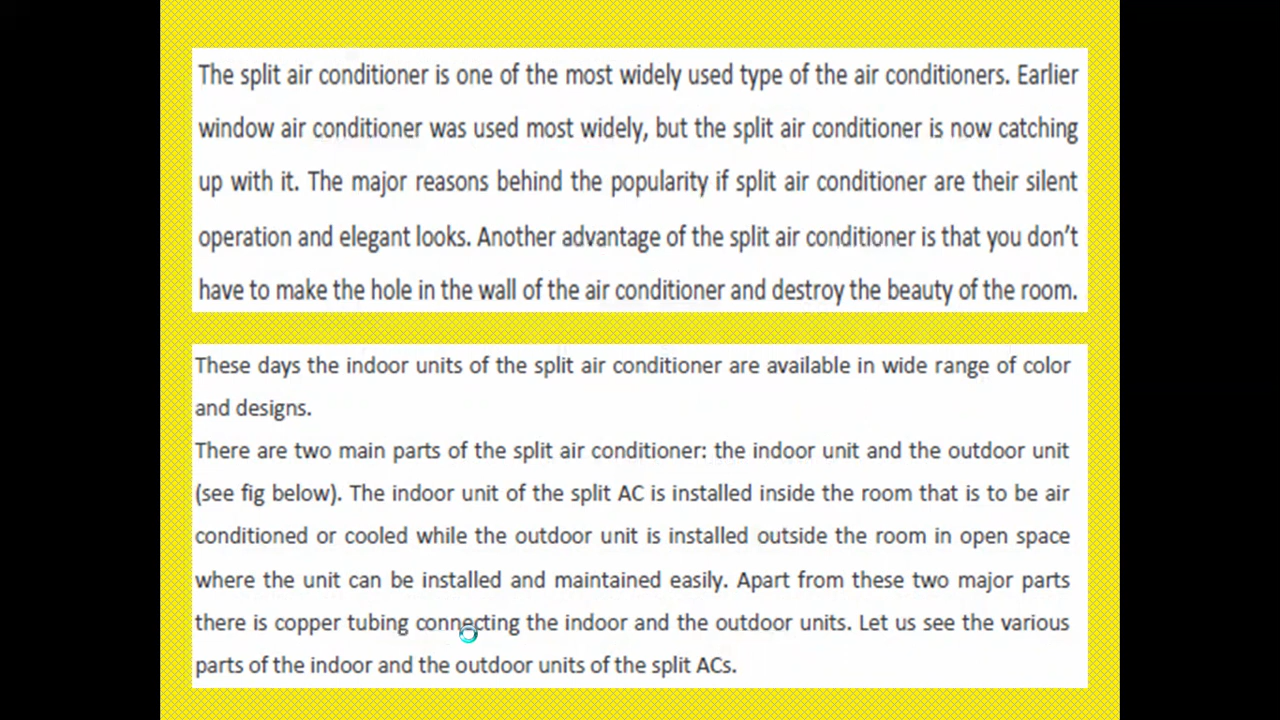 The split air conditioner is one of the most widely used type of the air conditioners. Earlier
window air conditioner was used most widely, but the split air conditioner is now catching
up with it. The major reasons behind the popularity if split air conditioner are their silent
operation and elegant looks. Another advantage of the split air conditioner is that you don’t
have to make the hole in the wall of the air conditioner and destroy the beauty of the room.
These days the indoor units of the split air conditioner are available in wide range of color
and designs.
There are two main parts of the split air conditioner: the indoor unit and the outdoor unit
(see fig below). The indoor unit of the split AC is installed inside the room that is to be air
conditioned or cooled while the outdoor unit is installed outside the room in open space
where the unit can be installed and maintained easily. Apart from these two major parts
there is copper tubing connecting the indoor and the outdoor units. Let us see the various
parts of the indoor and the outdoor units of the split ACs.